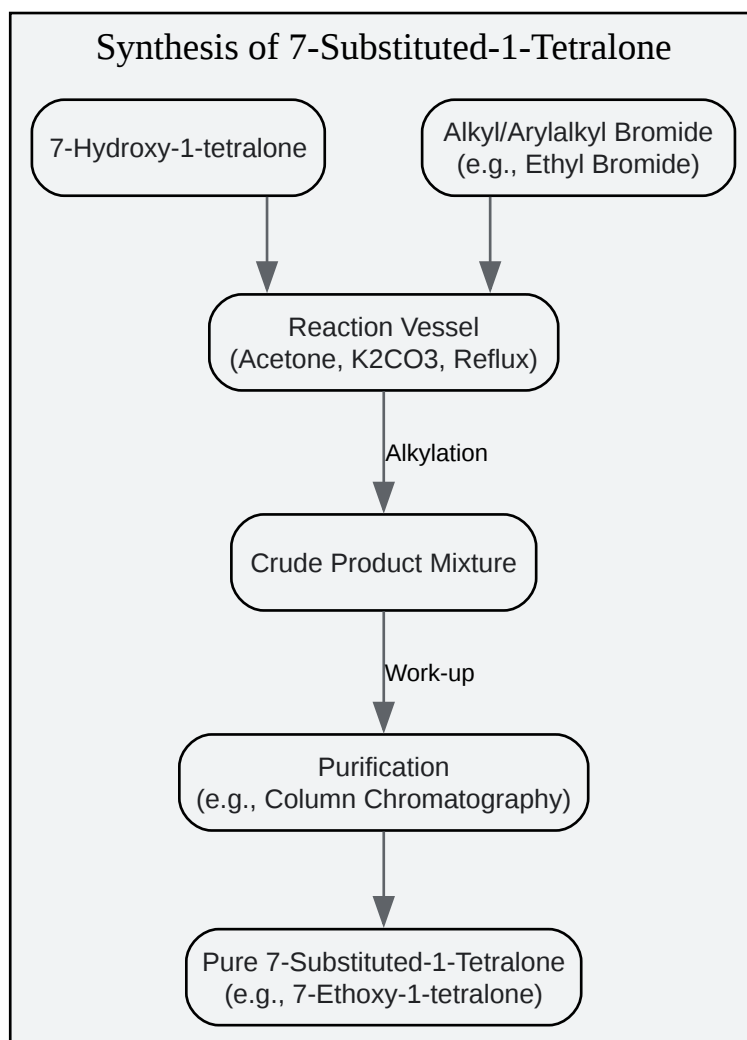 Synthesis of 7-Substituted-1-Tetralone
7-Hydroxy-1-tetralone
Alkyl/Arylalkyl Bromide
(e.g., Ethyl Bromide)
Reaction Vessel
(Acetone, K2CO3, Reflux)
Alkylation
Crude Product Mixture
Work-up
Purification
(e.g., Column Chromatography)
Pure 7-Substituted-1-Tetralone
(e.g., 7-Ethoxy-1-tetralone)